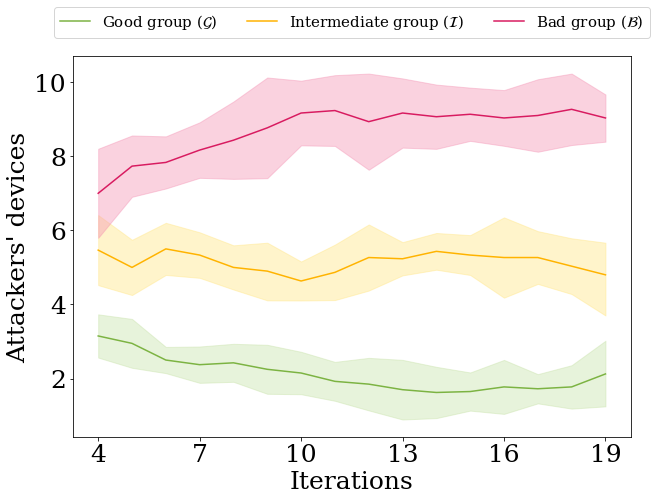 Good group (𝒢) Intermediate group (ℐ) Bad group (ℬ)
10
8
6
4
2
Attackers' devices
4 7 10 13 16 19
Iterations